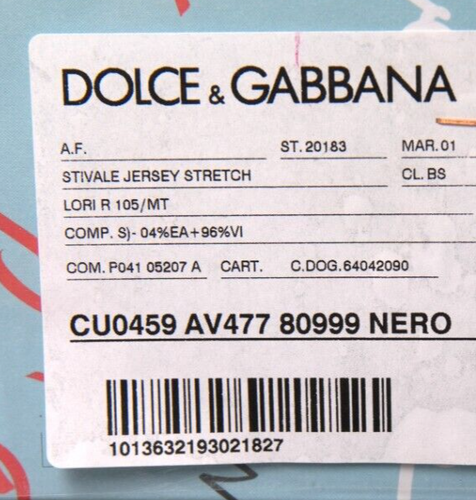 DOLCE & GABBANA
A.F. ST. 20183 MAR. 01
STIVALE JERSEY STRETCH CL. BS
LORI R 105/MT
COMP. S)- 04%EA+96%VI
COM. P041 05207 A CART. C.DOG.64042090
CU0459 AV477 80999 NERO
1013632193021827